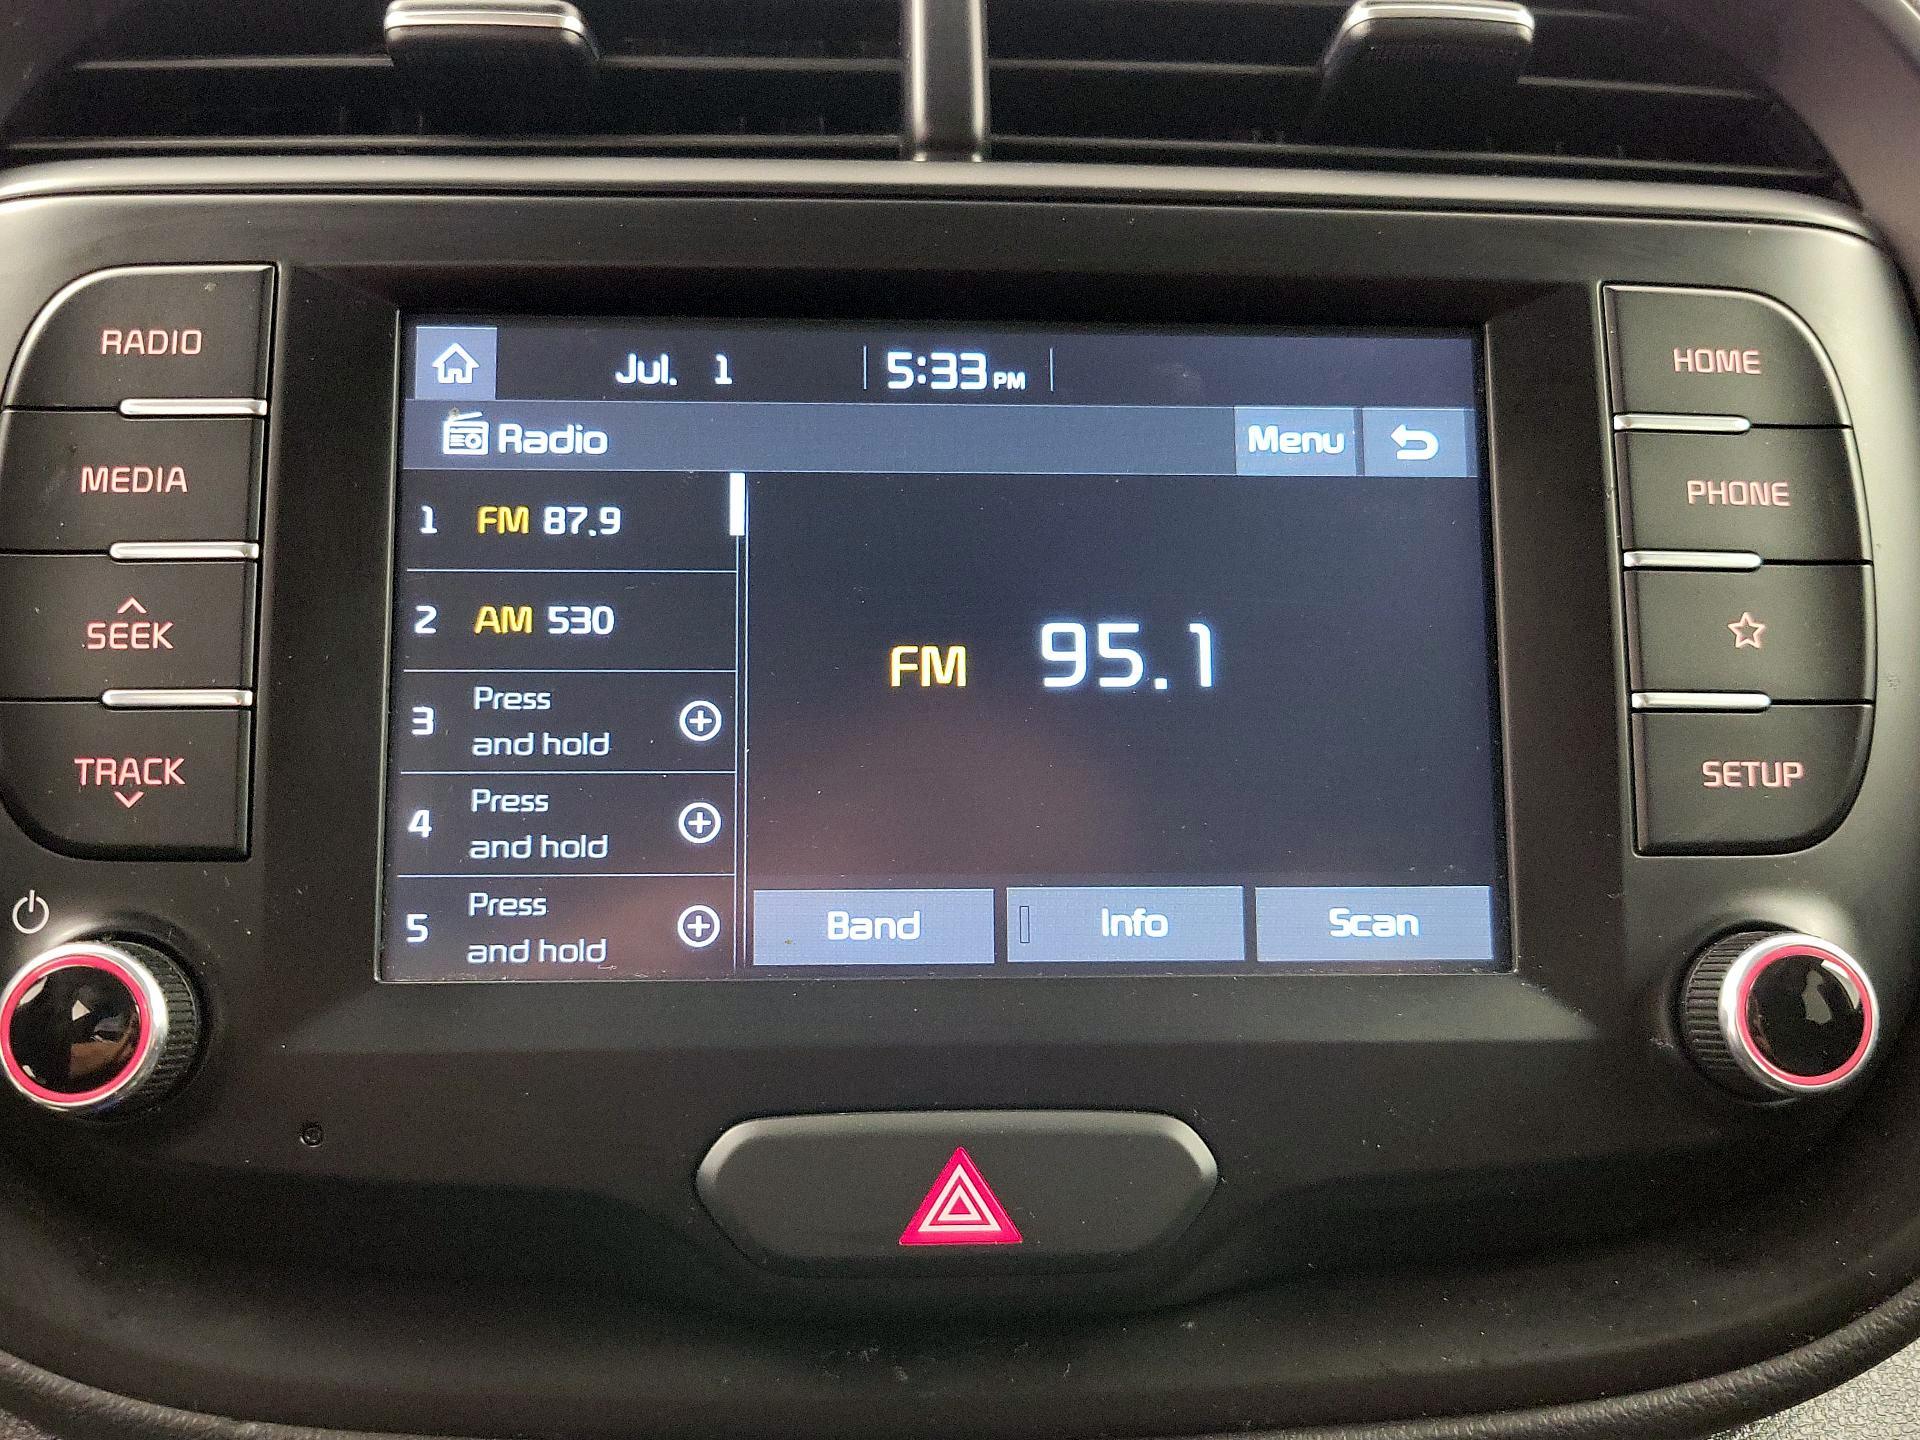 RADIO
MEDIA
SEEK
TRACK
Jul. 1 5:33 PM
Radio Menu
1 FM 87.9
2 AM 530
3 Press
and hold
4 Press
and hold
5 Press
and hold
FM 95.1
Band Info Scan
HOME
PHONE
SETUP